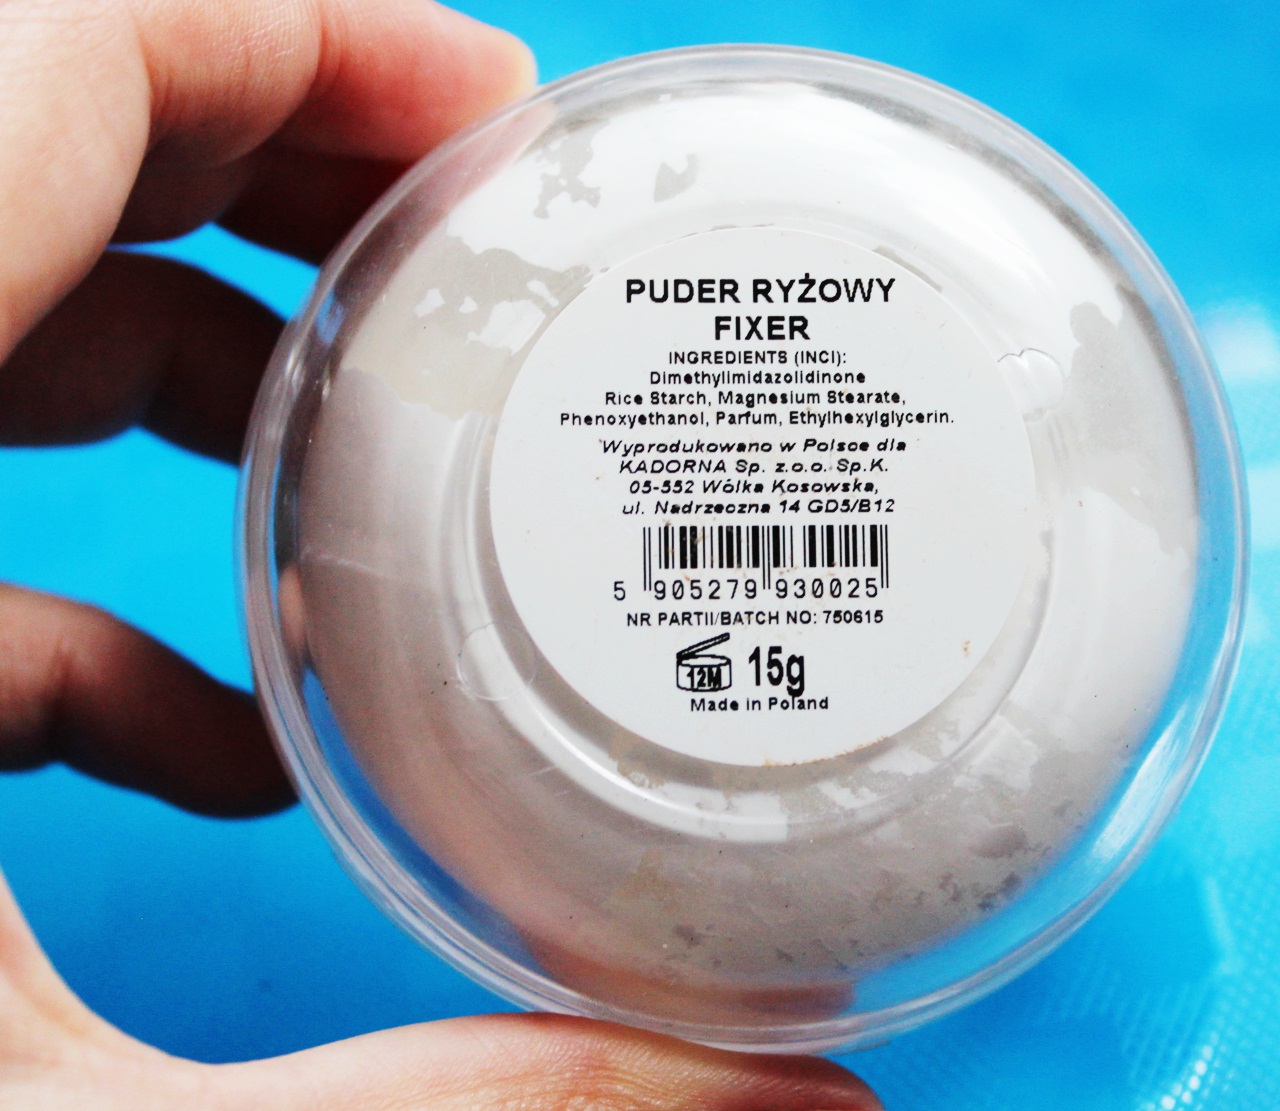 PUDER RYŻOWY
FIXER
INGREDIENTS (INCI):
Dimethylimidazolidinone
Rice Starch, Magnesium Stearate,
Phenoxyethanol, Parfum, Ethylhexylglycerin.
Wyprodukowano w Polsce dla
KADORNA Sp. z.o.o. Sp.K.
05-552 Wólka Kosowska,
ul. Nadrzeczna 14 GD5/B12
5 905279 930025
NR PARTII/BATCH NO: 750615
12M 15g
Made in Poland